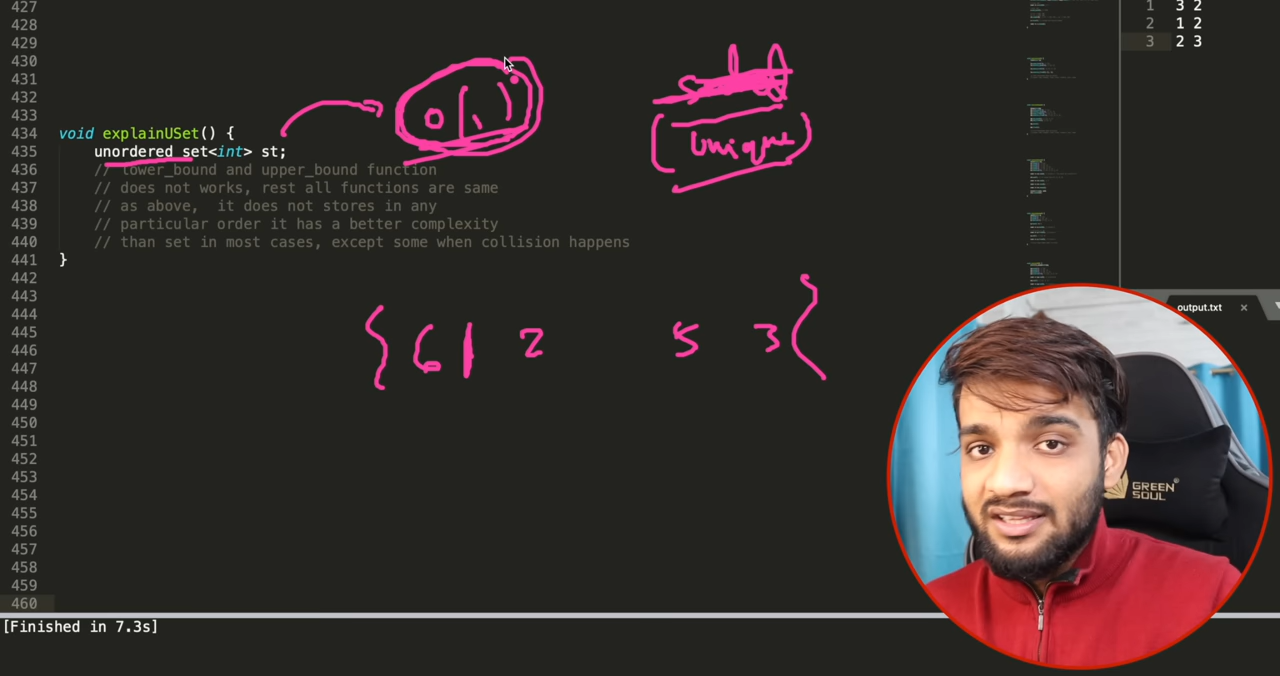 427
428
429
430
431
432
433
434 void explainUSet() {
435 unordered set<int> st;
436 // lower_bound and upper_bound function
437 // does not works, rest all functions are same
438 // as above, it does not stores in any
439 // particular order it has a better complexity
440 // than set in most cases, except some when collision happens
441 }
442
443
444
445
446
447
448
449
450
451
452
453
454
455
456
457
458
459
460
O(1)
Unique
{ 6 1 2 5 3 }
1 3 2
2 1 2
3 2 3
output.txt ×
GREEN
SOUL
[Finished in 7.3s]